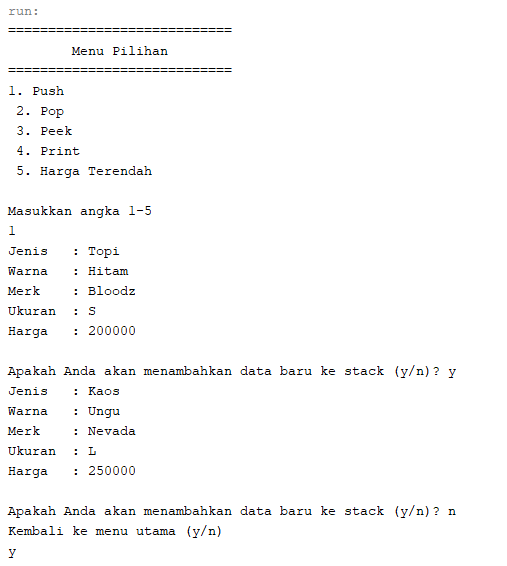 run:
============================
        Menu Pilihan
============================
1. Push
 2. Pop
 3. Peek
 4. Print
 5. Harga Terendah

Masukkan angka 1-5
1
Jenis   : Topi
Warna   : Hitam
Merk    : Bloodz
Ukuran  : S
Harga   : 200000

Apakah Anda akan menambahkan data baru ke stack (y/n)? y
Jenis   : Kaos
Warna   : Ungu
Merk    : Nevada
Ukuran  : L
Harga   : 250000

Apakah Anda akan menambahkan data baru ke stack (y/n)? n
Kembali ke menu utama (y/n)
y